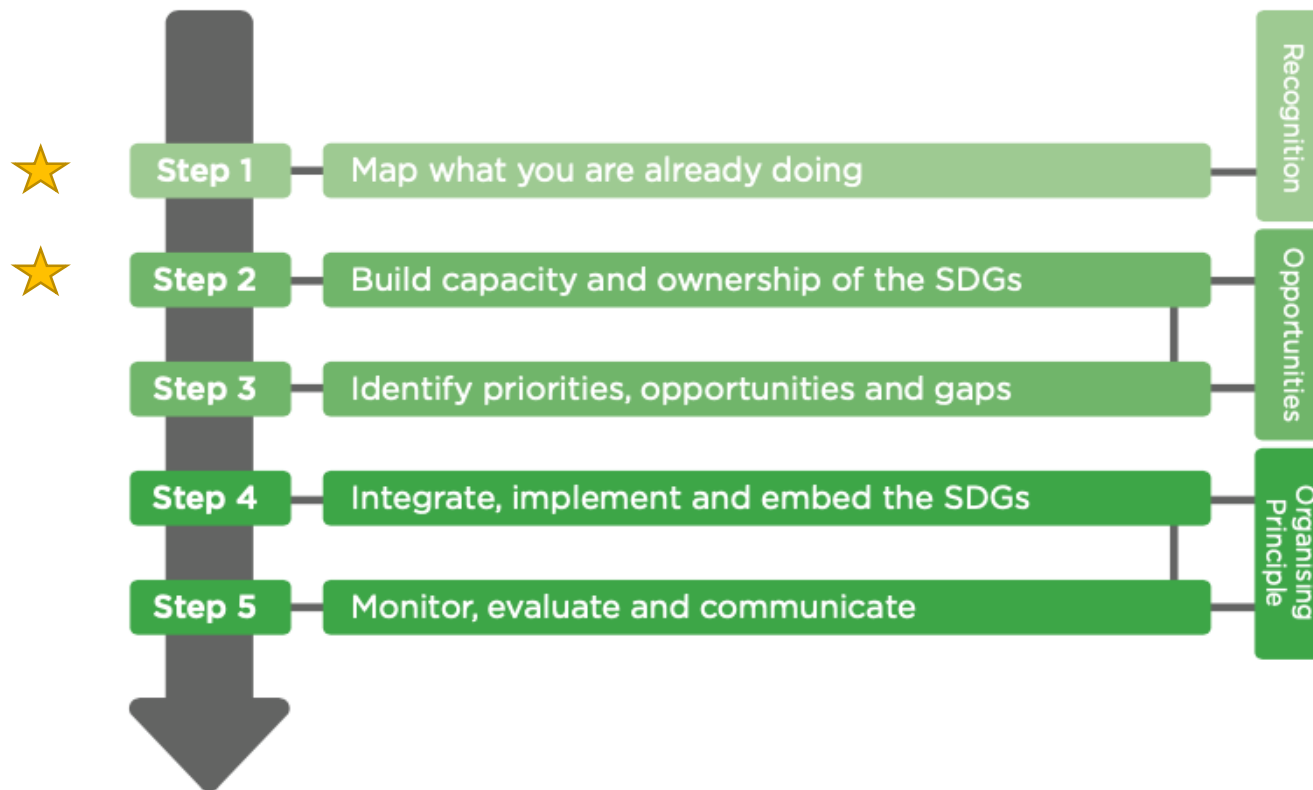 Recognition
Step 1
Map what you are already doing
Step 2
Build capacity and ownership of the SDGs
Opportunities
Step 3
Identify priorities, opportunities and gaps
Step 4
Integrate, implement and embed the SDGs
Organising
Principle
Step 5
Monitor, evaluate and communicate